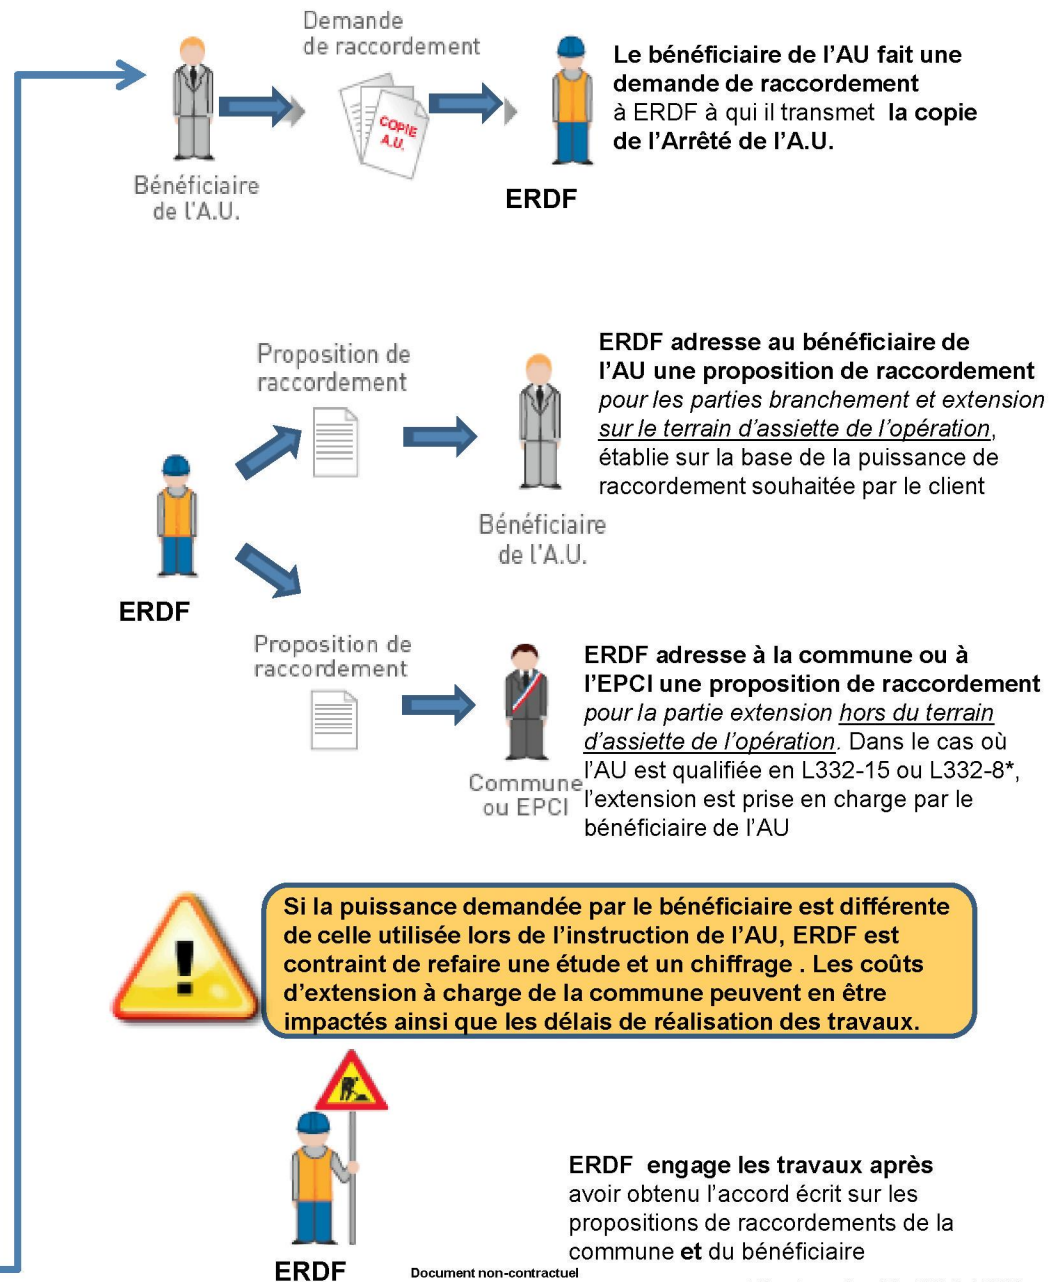 Demande
de raccordement
COPIE
A.U.
Bénéficiaire
de l'A.U.
ERDF
Le bénéficiaire de l'AU fait une
demande de raccordement
à ERDF à qui il transmet la copie
de l'Arrêté de l'A.U.
Proposition de
raccordement
Bénéficiaire
de l'A.U.
ERDF adresse au bénéficiaire de
l'AU une proposition de raccordement
pour les parties branchement et extension
sur le terrain d'assiette de l'opération,
établie sur la base de la puissance de
raccordement souhaitée par le client
ERDF
Proposition de
raccordement
Commune
ou EPCI
ERDF adresse à la commune ou à
l'EPCI une proposition de raccordement
pour la partie extension hors du terrain
d'assiette de l'opération. Dans le cas où
l'AU est qualifiée en L332-15 ou L332-8*,
l'extension est prise en charge par le
bénéficiaire de l'AU
Si la puissance demandée par le bénéficiaire est différente
de celle utilisée lors de l'instruction de l'AU, ERDF est
contraint de refaire une étude et un chiffrage . Les coûts
d'extension à charge de la commune peuvent en être
impactés ainsi que les délais de réalisation des travaux.
ERDF engage les travaux après
avoir obtenu l'accord écrit sur les
propositions de raccordements de la
commune et du bénéficiaire
ERDF
Document non-contractuel